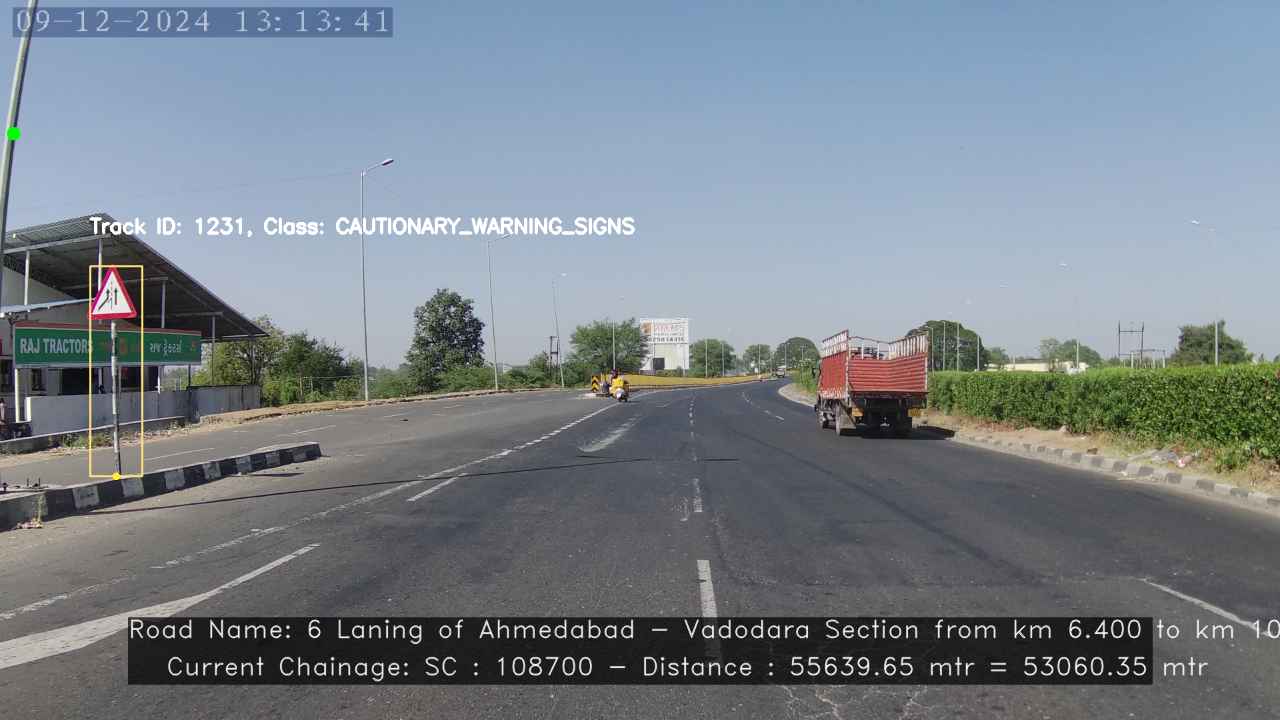 09-12-2024 13:13:41
Track ID: 1231, Class: CAUTIONARY_WARNING_SIGNS
RAJ TRACTORS
રાજ ટ્રેક્ટર્સ
Road Name: 6 Laning of Ahmedabad - Vadodara Section from km 6.400 to km 10
Current Chainage: SC : 108700 - Distance : 55639.65 mtr = 53060.35 mtr